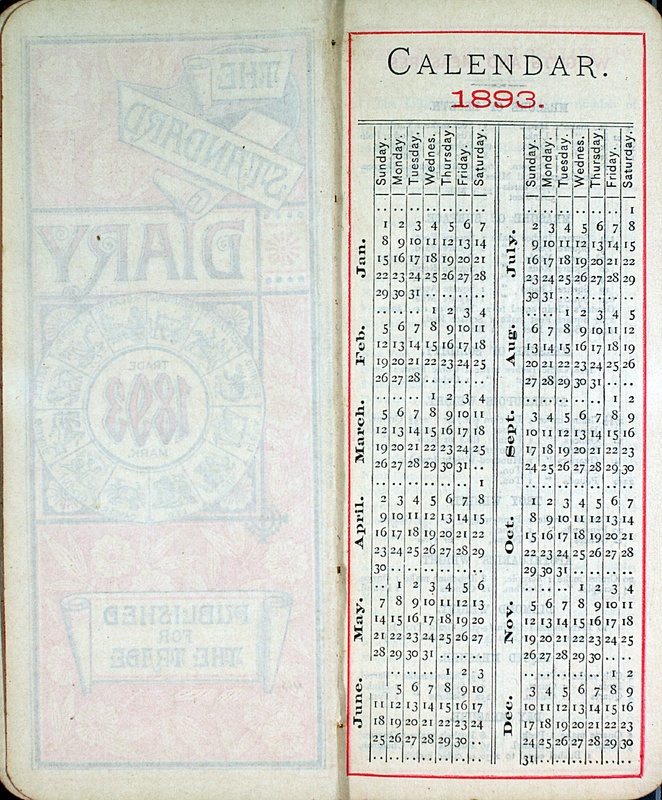 THE
STANDARD
DIARY
TRADE
1893
MARK.
PUBLISHED
FOR
THE TRADE
CALENDAR.
1893.
Sunday. Monday. Tuesday. Wednes. Thursday. Friday. Saturday.
Jan.
.. .. .. .. .. .. ..
1 2 3 4 5 6 7
8 9 10 11 12 13 14
15 16 17 18 19 20 21
22 23 24 25 26 27 28
29 30 31 .. .. .. ..
Feb.
.. .. .. 1 2 3 4
5 6 7 8 9 10 11
12 13 14 15 16 17 18
19 20 21 22 23 24 25
26 27 28 .. .. .. ..
March.
.. .. .. 1 2 3 4
5 6 7 8 9 10 11
12 13 14 15 16 17 18
19 20 21 22 23 24 25
26 27 28 29 30 31 ..
April.
.. .. .. .. .. .. 1
2 3 4 5 6 7 8
9 10 11 12 13 14 15
16 17 18 19 20 21 22
23 24 25 26 27 28 29
30 .. .. .. .. .. ..
May.
.. 1 2 3 4 5 6
7 8 9 10 11 12 13
14 15 16 17 18 19 20
21 22 23 24 25 26 27
28 29 30 31 .. .. ..
June.
.. .. .. .. 1 2 3
5 6 7 8 9 10
11 12 13 14 15 16 17
18 19 20 21 22 23 24
25 26 27 28 29 30 ..
.. .. .. .. .. .. ..
Sunday. Monday. Tuesday. Wednes. Thursday. Friday. Saturday.
July.
.. .. .. .. .. .. 1
2 3 4 5 6 7 8
9 10 11 12 13 14 15
16 17 18 19 20 21 22
23 24 25 26 27 28 29
30 31 .. .. .. .. ..
Aug.
.. .. 1 2 3 4 5
6 7 8 9 10 11 12
13 14 15 16 17 18 19
20 21 22 23 24 25 26
27 28 29 30 31 .. ..
Sept.
.. .. .. .. .. 1 2
3 4 5 6 7 8 9
10 11 12 13 14 15 16
17 18 19 20 21 22 23
24 25 26 27 28 29 30
Oct.
1 2 3 4 5 6 7
8 9 10 11 12 13 14
15 16 17 18 19 20 21
22 23 24 25 26 27 28
29 30 31 .. .. .. ..
Nov.
.. .. .. 1 2 3 4
5 6 7 8 9 10 11
12 13 14 15 16 17 18
19 20 21 22 23 24 25
26 27 28 29 30 .. ..
Dec.
.. .. .. .. .. 1 2
3 4 5 6 7 8 9
10 11 12 13 14 15 16
17 18 19 20 21 22 23
24 25 26 27 28 29 30
31 .. .. .. .. .. ..